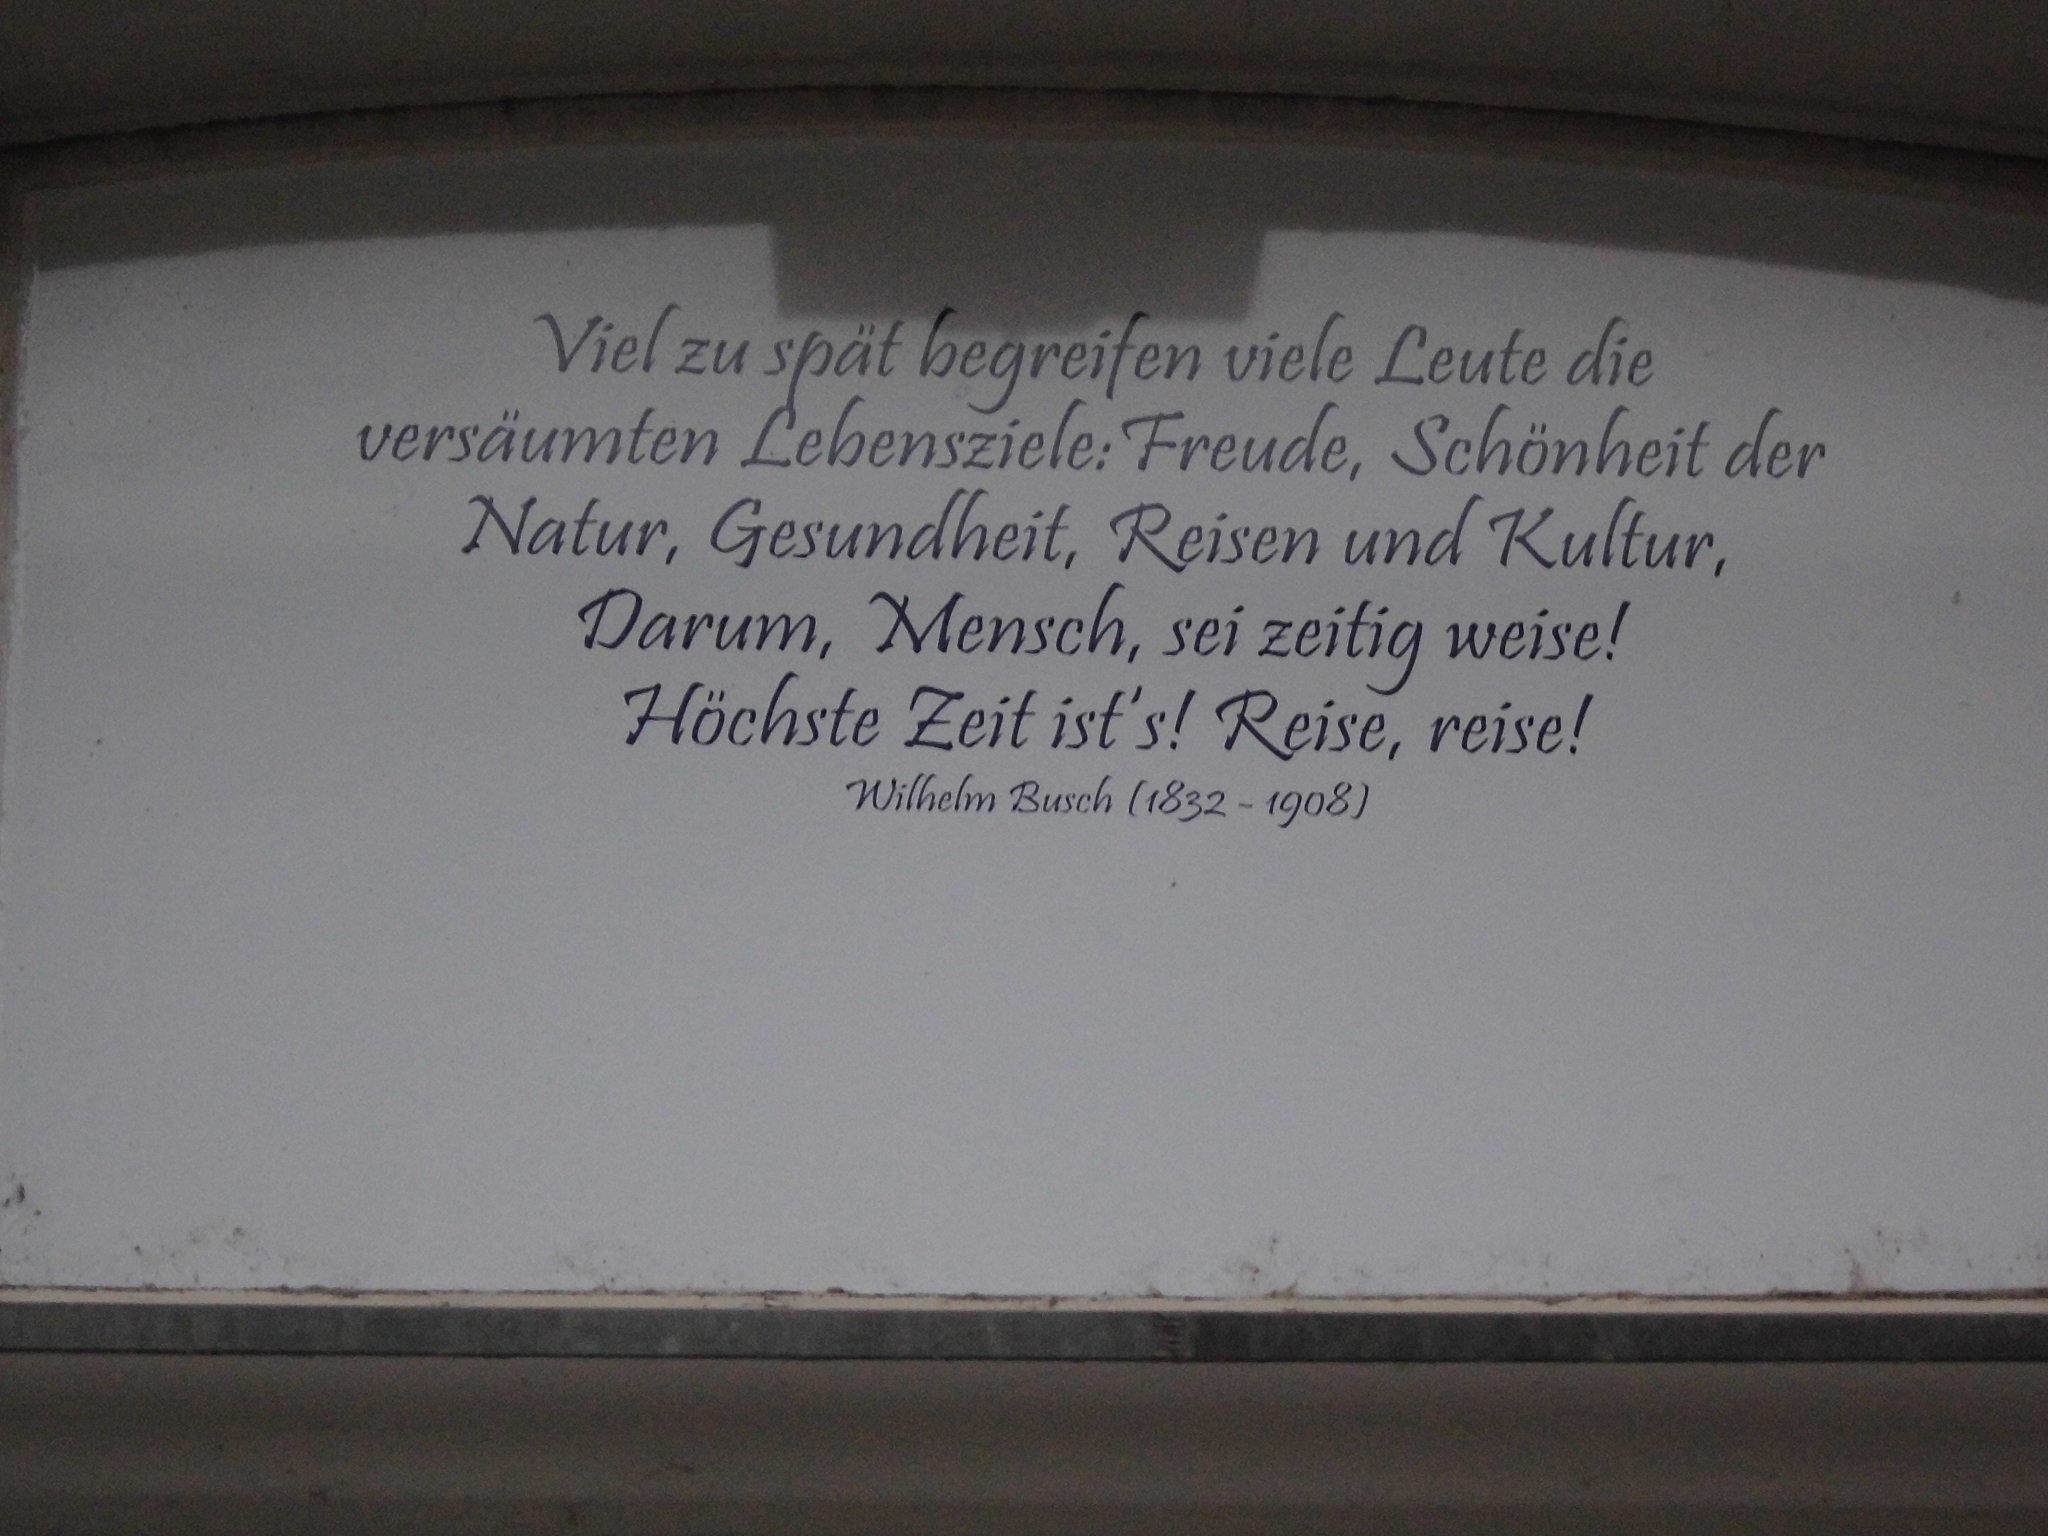 Viel zu spät begreifen viele Leute die
versäumten Lebensziele: Freude, Schönheit der
Natur, Gesundheit, Reisen und Kultur,
Darum, Mensch, sei zeitig weise!
Höchste Zeit ist's! Reise, reise!
Wilhelm Busch (1832 - 1908)